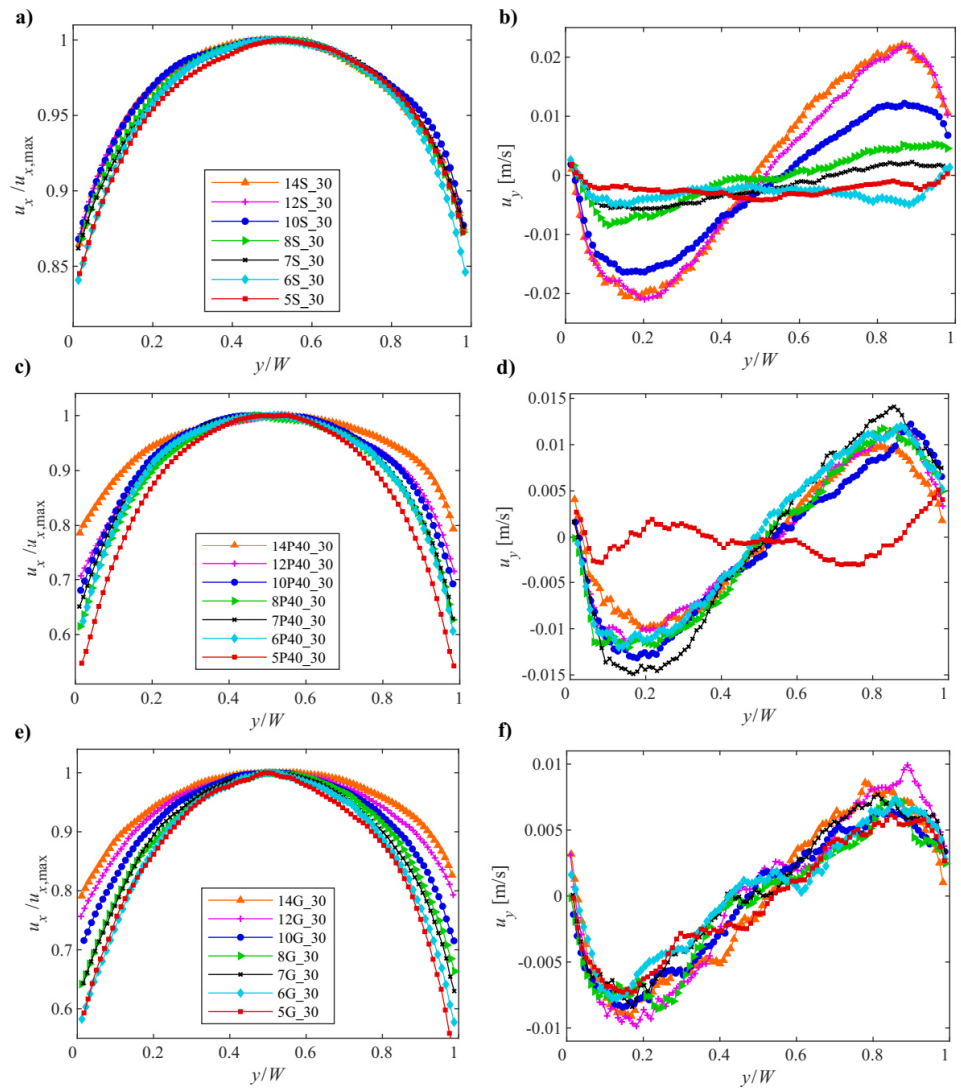 a)
1
0.95
0.9
0.85
u_x / u_x,max
14S_30
12S_30
10S_30
8S_30
7S_30
6S_30
5S_30
0 0.2 0.4 0.6 0.8 1
y/W
b)
0.02
0.01
0
-0.01
-0.02
u_y [m/s]
0 0.2 0.4 0.6 0.8 1
y/W
c)
1
0.9
0.8
0.7
0.6
u_x / u_x,max
14P40_30
12P40_30
10P40_30
8P40_30
7P40_30
6P40_30
5P40_30
0 0.2 0.4 0.6 0.8 1
y/W
d)
0.015
0.01
0.005
0
-0.005
-0.01
-0.015
u_y [m/s]
0 0.2 0.4 0.6 0.8 1
y/W
e)
1
0.9
0.8
0.7
0.6
u_x / u_x,max
14G_30
12G_30
10G_30
8G_30
7G_30
6G_30
5G_30
0 0.2 0.4 0.6 0.8 1
y/W
f)
0.01
0.005
0
-0.005
-0.01
u_y [m/s]
0 0.2 0.4 0.6 0.8 1
y/W